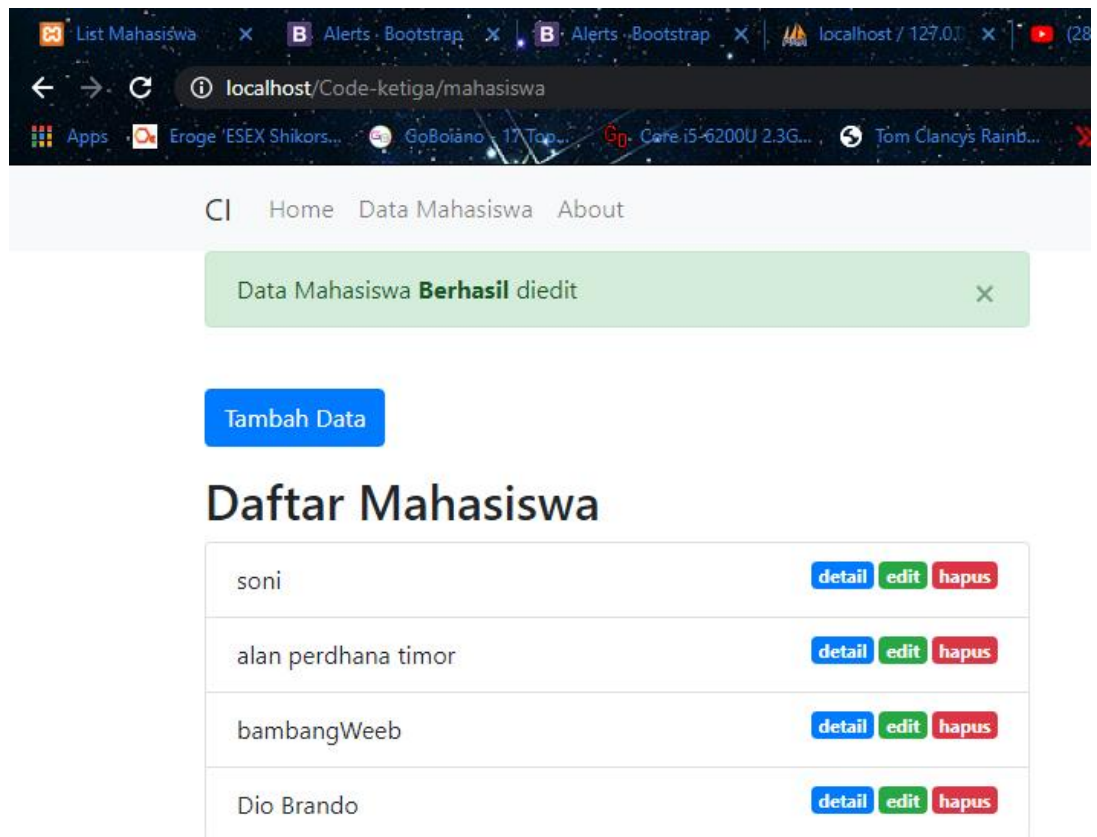 List Mahasiswa
B Alerts · Bootstrap
B Alerts · Bootstrap
localhost / 127.0.
(28
localhost/Code-ketiga/mahasiswa
Apps
Eroge 'ESEX Shikors...
GoBoiano - 17 Top...
Core i5-6200U 2.3G...
Tom Clancys Rainb...
CI Home Data Mahasiswa About
Data Mahasiswa Berhasil diedit ×
Tambah Data
Daftar Mahasiswa
soni detail edit hapus
alan perdhana timor detail edit hapus
bambangWeeb detail edit hapus
Dio Brando detail edit hapus